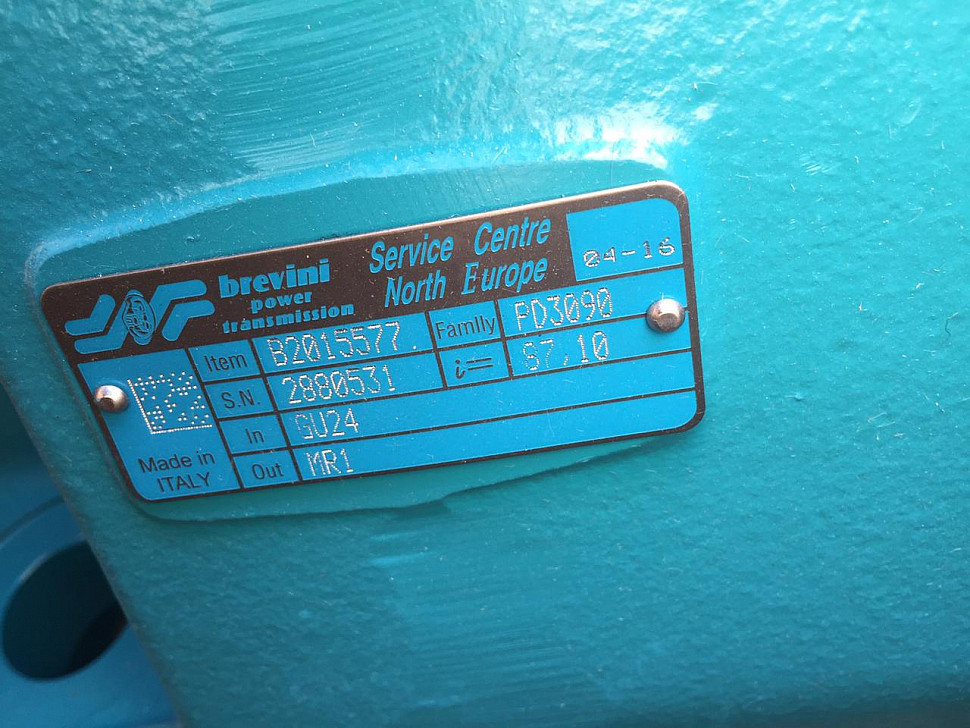 brevini
power
transmission
Service Centre
North Europe
04-16
Item B2015577 Family PD3090
S.N. 2880531 i= 87,10
In SU24
Out MR1
Made in
ITALY